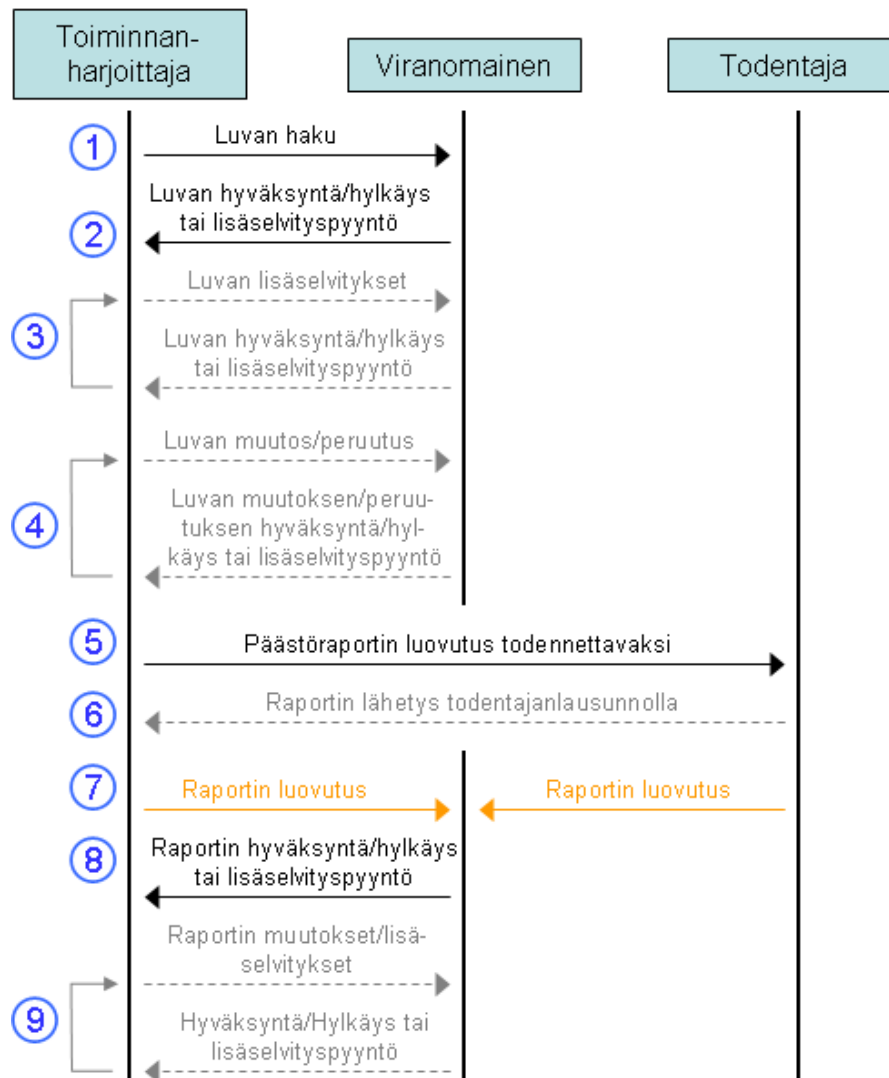 Toiminnan-
harjoittaja
Viranomainen
Todentaja
1
Luvan haku
Luvan hyväksyntä/hylkäys
tai lisäselvityspyyntö
2
Luvan lisäselvitykset
3
Luvan hyväksyntä/hylkäys
tai lisäselvityspyyntö
Luvan muutos/peruutus
4
Luvan muutoksen/peruu-
tuksen hyväksyntä/hyl-
käys tai lisäselvityspyyntö
5
Päästöraportin luovutus todennettavaksi
6
Raportin lähetys todentajanlausunnolla
7
Raportin luovutus
Raportin luovutus
8
Raportin hyväksyntä/hylkäys
tai lisäselvityspyyntö
Raportin muutokset/lisä-
selvitykset
9
Hyväksyntä/Hylkäys tai
lisäselvityspyyntö